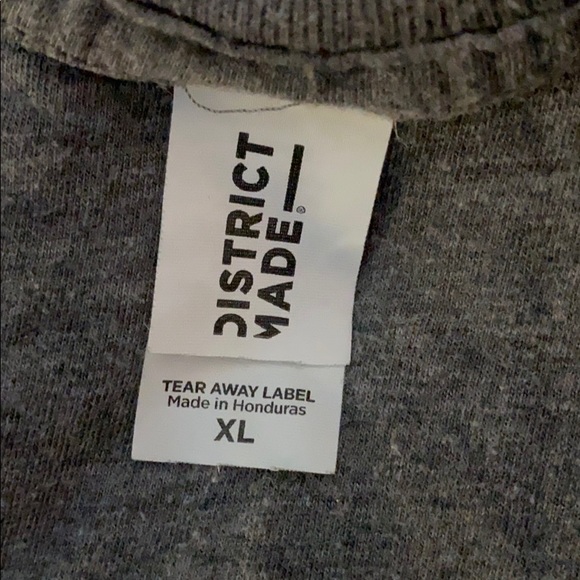 DISTRICT
MADE®
TEAR AWAY LABEL
Made in Honduras
XL